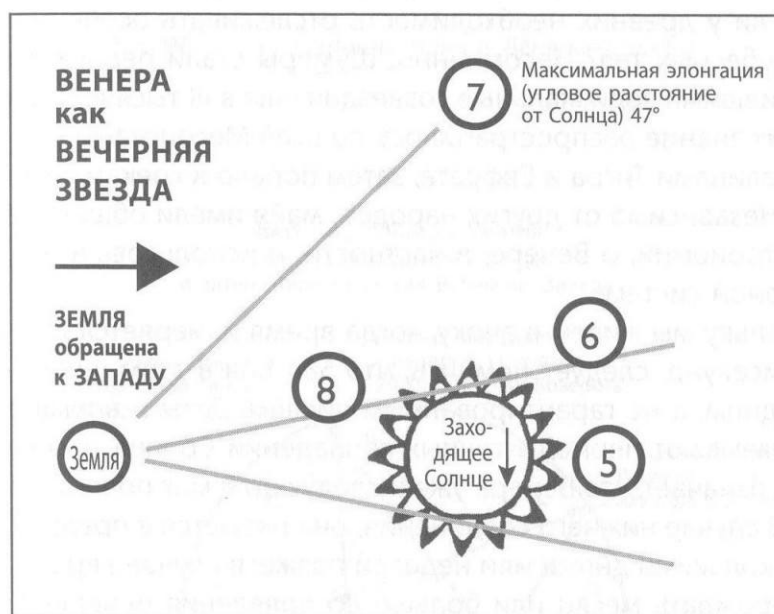 ВЕНЕРА
как
ВЕЧЕРНЯЯ
ЗВЕЗДА
7
Максимальная элонгация
(угловое расстояние
от Солнца) 47°
ЗЕМЛЯ
обращена
к ЗАПАДУ
6
8
Земля
Захо-
дящее
Солнце
5